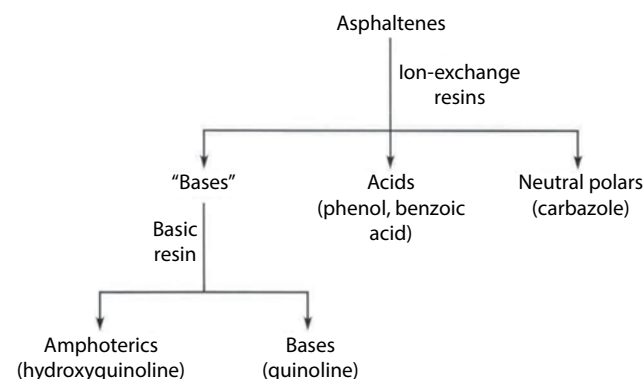 Asphaltenes
Ion-exchange
resins
“Bases”
Acids
(phenol, benzoic
acid)
Neutral polars
(carbazole)
Basic
resin
Amphoterics
(hydroxyquinoline)
Bases
(quinoline)